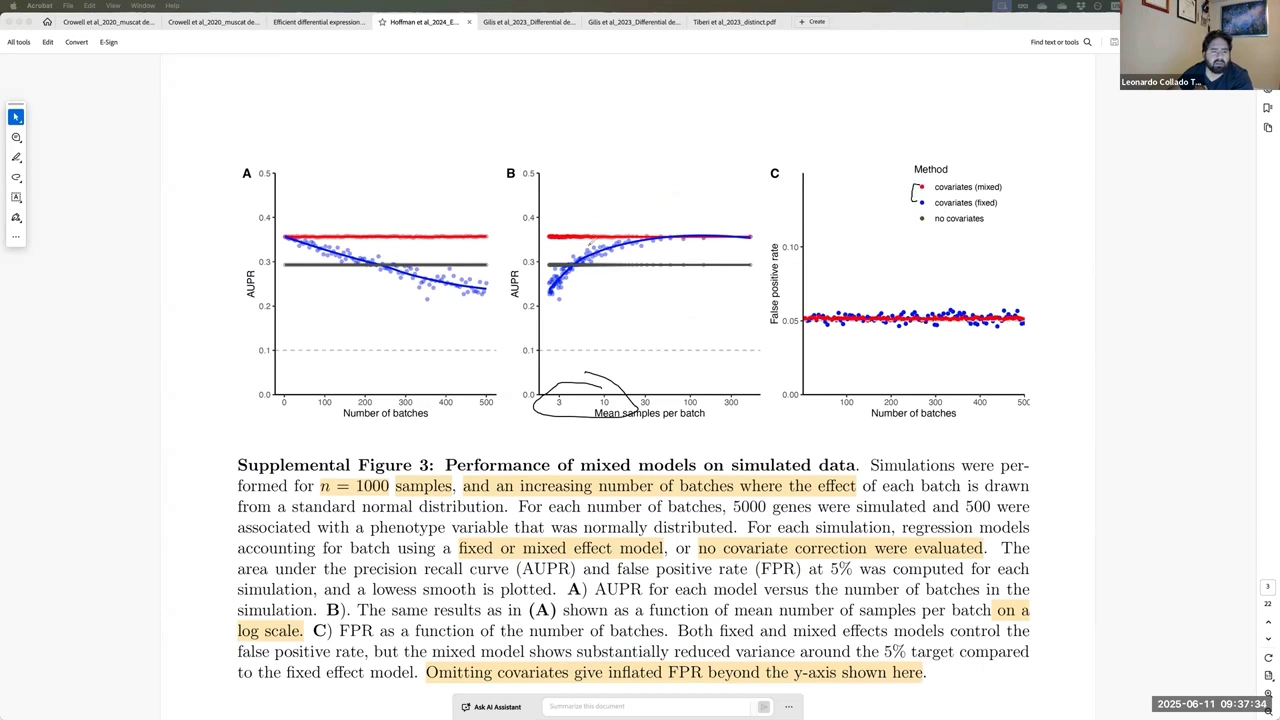 Acrobat File Edit View Window Help
Crowell et al_2020_muscat de...
Crowell et al_2020_muscat de...
Efficient differential expression...
Hoffman et al_2024_E...
Gilis et al_2023_Differential de...
Gilis et al_2023_Differential de...
Tiberi et al_2023_distinct.pdf
Create
All tools Edit Convert E-Sign
Find text or tools
Leonardo Collado T...
A
0.5
0.4
0.3
0.2
0.1
0.0
AUPR
0 100 200 300 400 500
Number of batches
B
0.5
0.4
0.3
0.2
0.1
0.0
AUPR
3 10 30 100 300
Mean samples per batch
C
Method
covariates (mixed)
covariates (fixed)
no covariates
0.10
0.05
0.00
False positive rate
100 200 300 400 500
Number of batches
Supplemental Figure 3: Performance of mixed models on simulated data. Simulations were per-
formed for n = 1000 samples, and an increasing number of batches where the effect of each batch is drawn
from a standard normal distribution. For each number of batches, 5000 genes were simulated and 500 were
associated with a phenotype variable that was normally distributed. For each simulation, regression models
accounting for batch using a fixed or mixed effect model, or no covariate correction were evaluated. The
area under the precision recall curve (AUPR) and false positive rate (FPR) at 5% was computed for each
simulation, and a lowess smooth is plotted. A) AUPR for each model versus the number of batches in the
simulation. B). The same results as in (A) shown as a function of mean number of samples per batch on a
log scale. C) FPR as a function of the number of batches. Both fixed and mixed effects models control the
false positive rate, but the mixed model shows substantially reduced variance around the 5% target compared
to the fixed effect model. Omitting covariates give inflated FPR beyond the y-axis shown here.
3
22
Ask AI Assistant
Summarize this document
2025-06-11 09:37:34